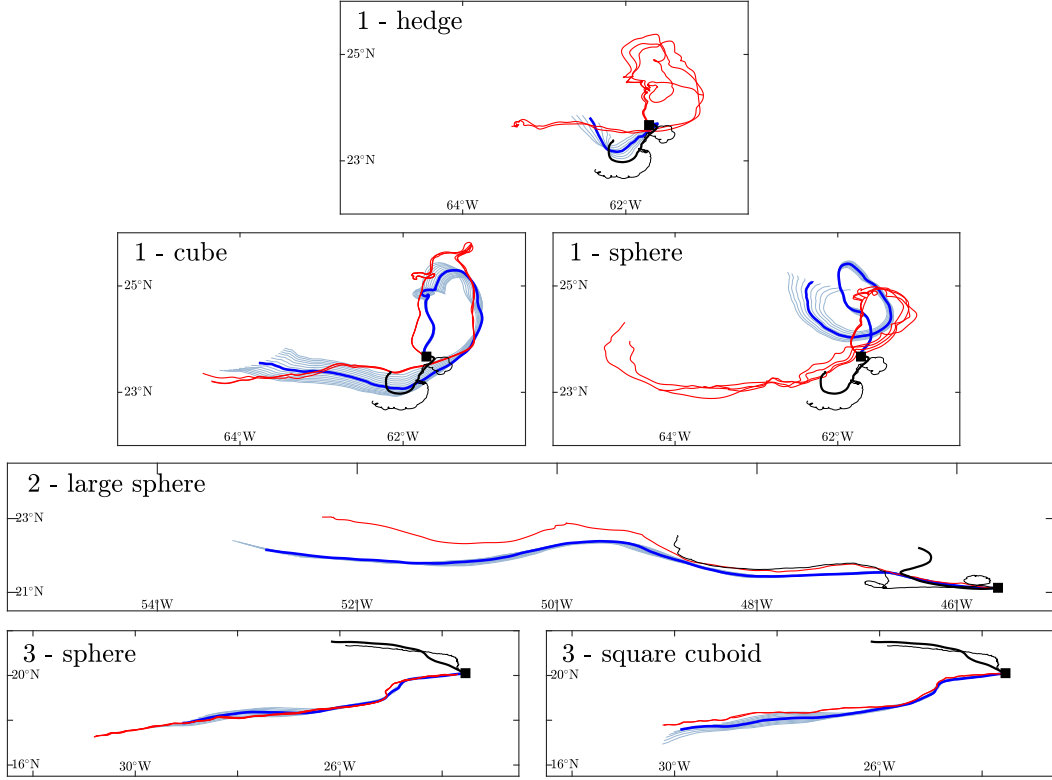 1 - hedge
25°N
23°N
64°W 62°W
1 - cube
25°N
23°N
64°W 62°W
1 - sphere
25°N
23°N
64°W 62°W
2 - large sphere
23°N
21°N
54°W 52°W 50°W 48°W 46°W
3 - sphere
20°N
16°N
30°W 26°W
3 - square cuboid
20°N
16°N
30°W 26°W